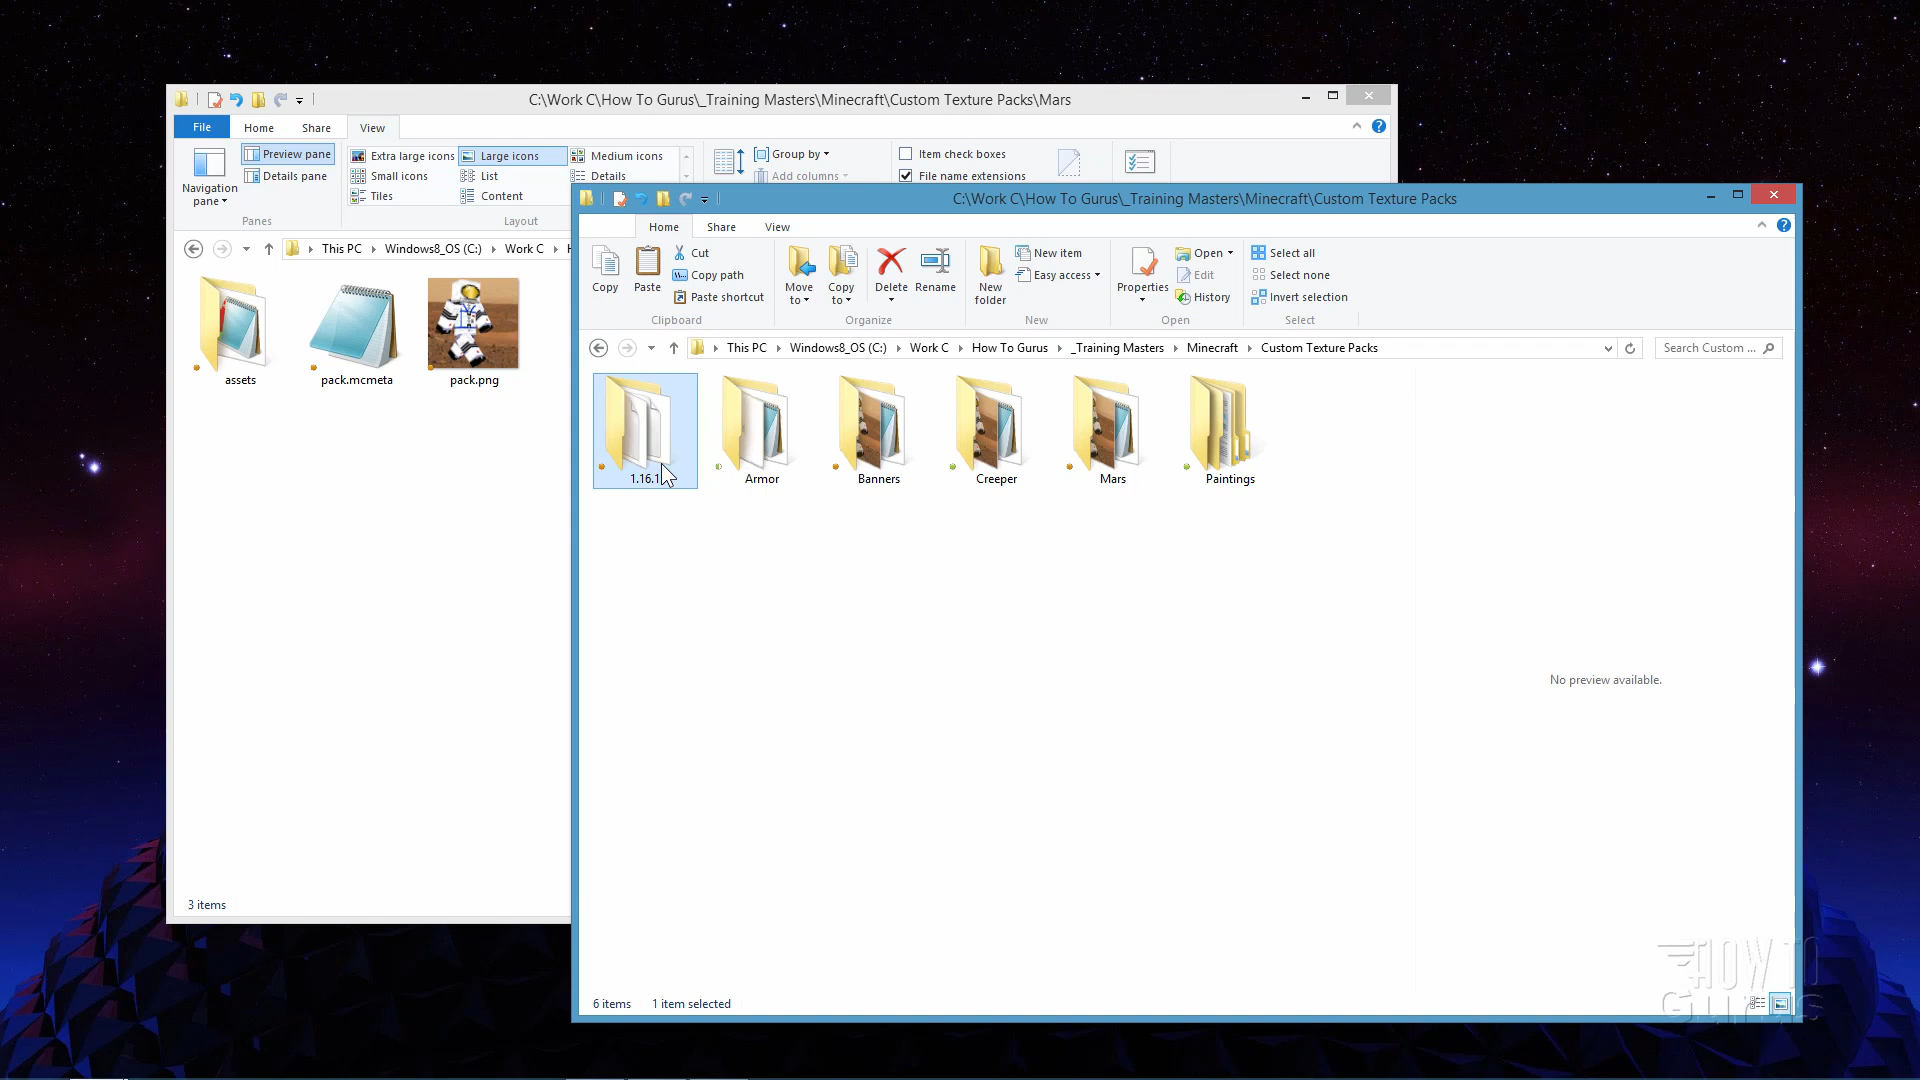 C:\Work C\How To Gurus\_Training Masters\Minecraft\Custom Texture Packs\Mars
File Home Share View
Navigation pane
Preview pane
Details pane
Panes
Extra large icons Large icons Medium icons
Small icons List Details
Tiles Content
Layout
Group by
Add columns
Item check boxes
File name extensions
This PC Windows8_OS (C:) Work C
assets pack.mcmeta pack.png
3 items
C:\Work C\How To Gurus\_Training Masters\Minecraft\Custom Texture Packs
Home Share View
Copy
Paste
Cut
Copy path
Paste shortcut
Clipboard
Move to
Copy to
Delete
Rename
Organize
New folder
New item
Easy access
New
Properties
Open
Edit
History
Open
Select all
Select none
Invert selection
Select
This PC Windows8_OS (C:) Work C How To Gurus _Training Masters Minecraft Custom Texture Packs
Search Custom ...
1.16.1 Armor Banners Creeper Mars Paintings
No preview available.
6 items 1 item selected
HOW TO
GURUS